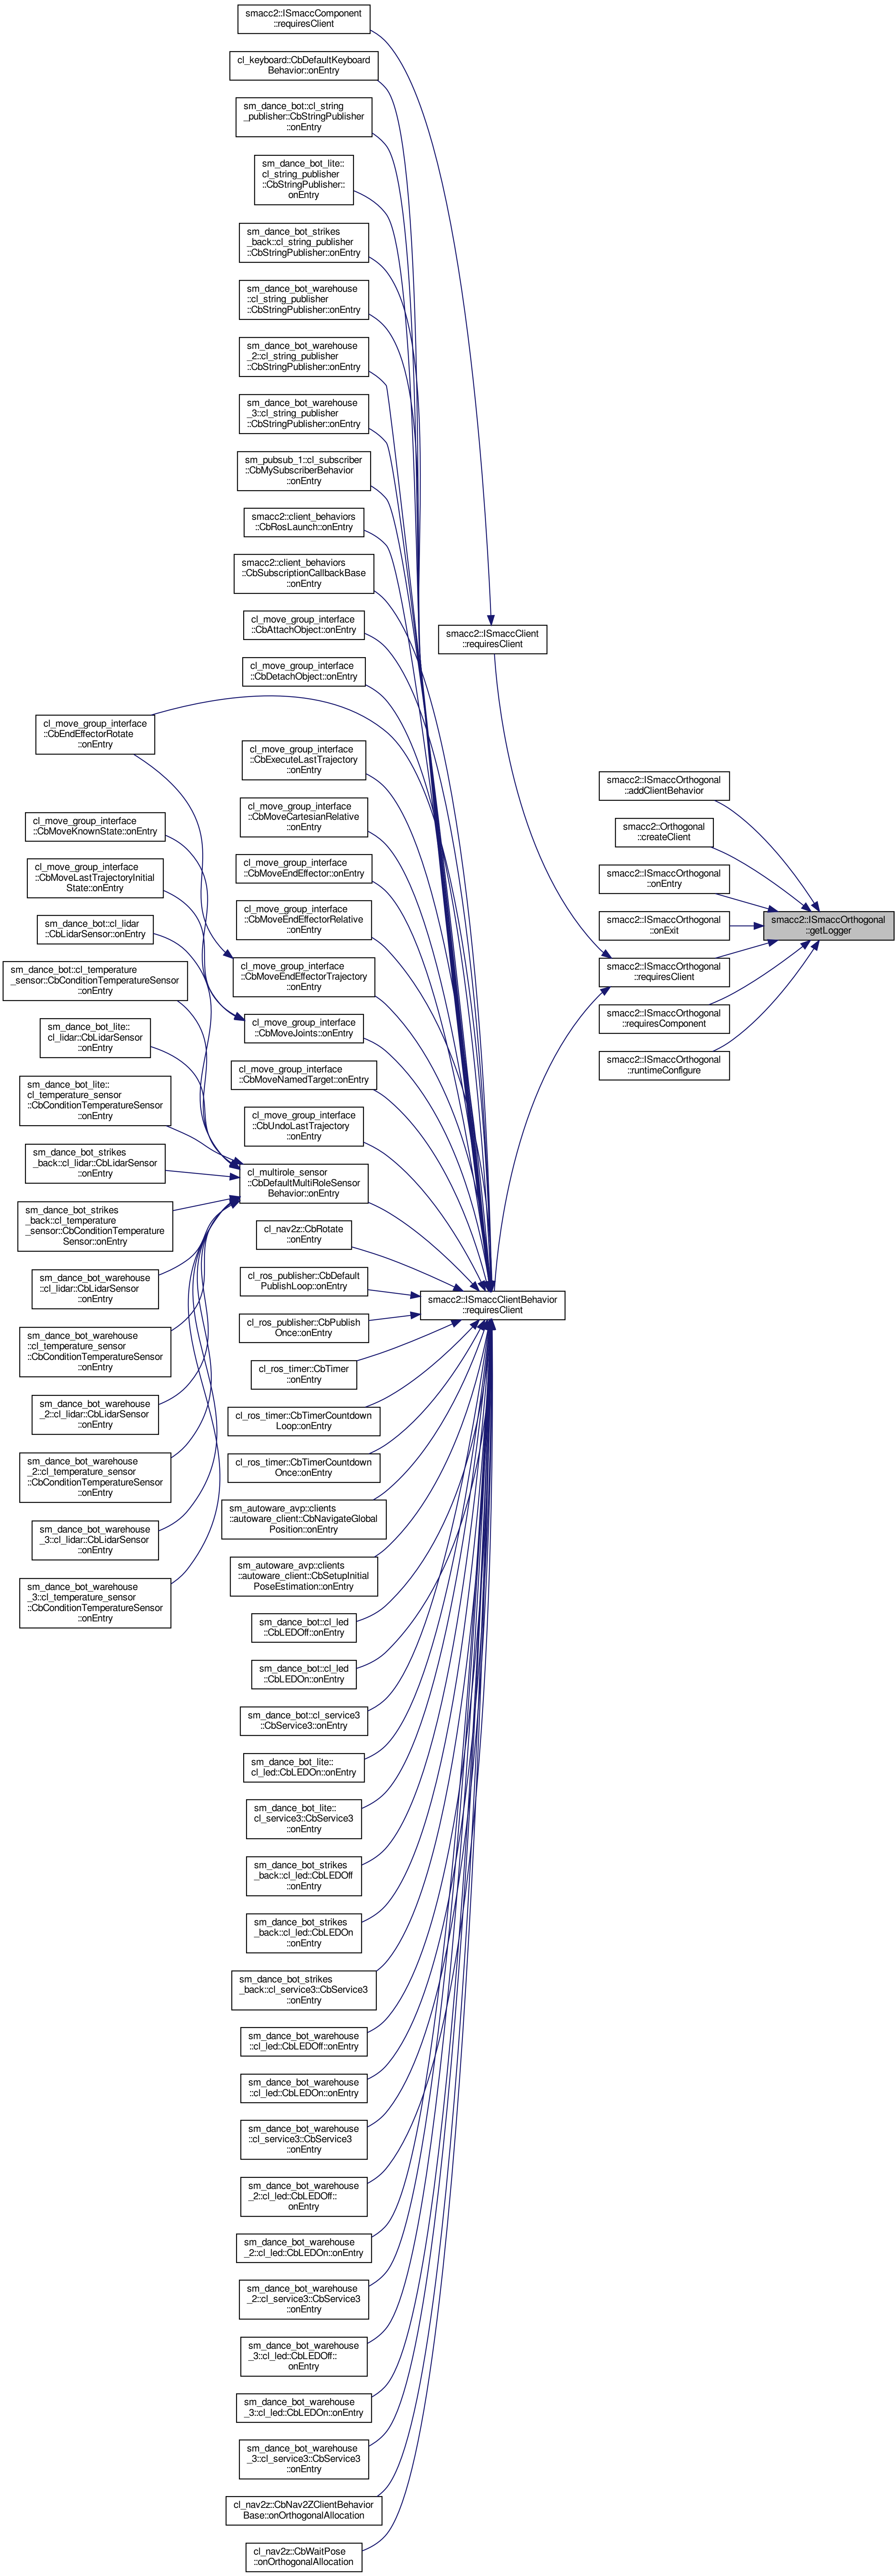 smacc2::ISmaccComponent
::requiresClient
cl_keyboard::CbDefaultKeyboard
Behavior::onEntry
sm_dance_bot::cl_string
_publisher::CbStringPublisher
::onEntry
sm_dance_bot_lite::
cl_string_publisher
::CbStringPublisher::
onEntry
sm_dance_bot_strikes
_back::cl_string_publisher
::CbStringPublisher::onEntry
sm_dance_bot_warehouse
::cl_string_publisher
::CbStringPublisher::onEntry
sm_dance_bot_warehouse
_2::cl_string_publisher
::CbStringPublisher::onEntry
sm_dance_bot_warehouse
_3::cl_string_publisher
::CbStringPublisher::onEntry
sm_pubsub_1::cl_subscriber
::CbMySubscriberBehavior
::onEntry
smacc2::client_behaviors
::CbRosLaunch::onEntry
smacc2::client_behaviors
::CbSubscriptionCallbackBase
::onEntry
cl_move_group_interface
::CbAttachObject::onEntry
cl_move_group_interface
::CbDetachObject::onEntry
cl_move_group_interface
::CbEndEffectorRotate
::onEntry
cl_move_group_interface
::CbExecuteLastTrajectory
::onEntry
cl_move_group_interface
::CbMoveCartesianRelative
::onEntry
cl_move_group_interface
::CbMoveKnownState::onEntry
cl_move_group_interface
::CbMoveEndEffector::onEntry
cl_move_group_interface
::CbMoveLastTrajectoryInitial
State::onEntry
cl_move_group_interface
::CbMoveEndEffectorRelative
::onEntry
sm_dance_bot::cl_lidar
::CbLidarSensor::onEntry
cl_move_group_interface
::CbMoveEndEffectorTrajectory
::onEntry
sm_dance_bot::cl_temperature
_sensor::CbConditionTemperatureSensor
::onEntry
cl_move_group_interface
::CbMoveJoints::onEntry
sm_dance_bot_lite::
cl_lidar::CbLidarSensor
::onEntry
cl_move_group_interface
::CbMoveNamedTarget::onEntry
sm_dance_bot_lite::
cl_temperature_sensor
::CbConditionTemperatureSensor
::onEntry
cl_move_group_interface
::CbUndoLastTrajectory
::onEntry
sm_dance_bot_strikes
_back::cl_lidar::CbLidarSensor
::onEntry
cl_multirole_sensor
::CbDefaultMultiRoleSensor
Behavior::onEntry
sm_dance_bot_strikes
_back::cl_temperature
_sensor::CbConditionTemperature
Sensor::onEntry
cl_nav2z::CbRotate
::onEntry
sm_dance_bot_warehouse
::cl_lidar::CbLidarSensor
::onEntry
cl_ros_publisher::CbDefault
PublishLoop::onEntry
sm_dance_bot_warehouse
::cl_temperature_sensor
::CbConditionTemperatureSensor
::onEntry
cl_ros_publisher::CbPublish
Once::onEntry
cl_ros_timer::CbTimer
::onEntry
sm_dance_bot_warehouse
_2::cl_lidar::CbLidarSensor
::onEntry
cl_ros_timer::CbTimerCountdown
Loop::onEntry
sm_dance_bot_warehouse
_2::cl_temperature_sensor
::CbConditionTemperatureSensor
::onEntry
cl_ros_timer::CbTimerCountdown
Once::onEntry
sm_dance_bot_warehouse
_3::cl_lidar::CbLidarSensor
::onEntry
sm_autoware_avp::clients
::autoware_client::CbNavigateGlobal
Position::onEntry
sm_dance_bot_warehouse
_3::cl_temperature_sensor
::CbConditionTemperatureSensor
::onEntry
sm_autoware_avp::clients
::autoware_client::CbSetupInitial
PoseEstimation::onEntry
sm_dance_bot::cl_led
::CbLEDOff::onEntry
sm_dance_bot::cl_led
::CbLEDOn::onEntry
sm_dance_bot::cl_service3
::CbService3::onEntry
sm_dance_bot_lite::
cl_led::CbLEDOn::onEntry
sm_dance_bot_lite::
cl_service3::CbService3
::onEntry
sm_dance_bot_strikes
_back::cl_led::CbLEDOff
::onEntry
sm_dance_bot_strikes
_back::cl_led::CbLEDOn
::onEntry
sm_dance_bot_strikes
_back::cl_service3::CbService3
::onEntry
sm_dance_bot_warehouse
::cl_led::CbLEDOff::onEntry
sm_dance_bot_warehouse
::cl_led::CbLEDOn::onEntry
sm_dance_bot_warehouse
::cl_service3::CbService3
::onEntry
sm_dance_bot_warehouse
_2::cl_led::CbLEDOff::
onEntry
sm_dance_bot_warehouse
_2::cl_led::CbLEDOn::onEntry
sm_dance_bot_warehouse
_2::cl_service3::CbService3
::onEntry
sm_dance_bot_warehouse
_3::cl_led::CbLEDOff::
onEntry
sm_dance_bot_warehouse
_3::cl_led::CbLEDOn::onEntry
sm_dance_bot_warehouse
_3::cl_service3::CbService3
::onEntry
cl_nav2z::CbNav2ZClientBehavior
Base::onOrthogonalAllocation
cl_nav2z::CbWaitPose
::onOrthogonalAllocation
smacc2::ISmaccClient
::requiresClient
smacc2::ISmaccClientBehavior
::requiresClient
smacc2::ISmaccOrthogonal
::addClientBehavior
smacc2::Orthogonal
::createClient
smacc2::ISmaccOrthogonal
::onEntry
smacc2::ISmaccOrthogonal
::onExit
smacc2::ISmaccOrthogonal
::requiresClient
smacc2::ISmaccOrthogonal
::requiresComponent
smacc2::ISmaccOrthogonal
::runtimeConfigure
smacc2::ISmaccOrthogonal
::getLogger